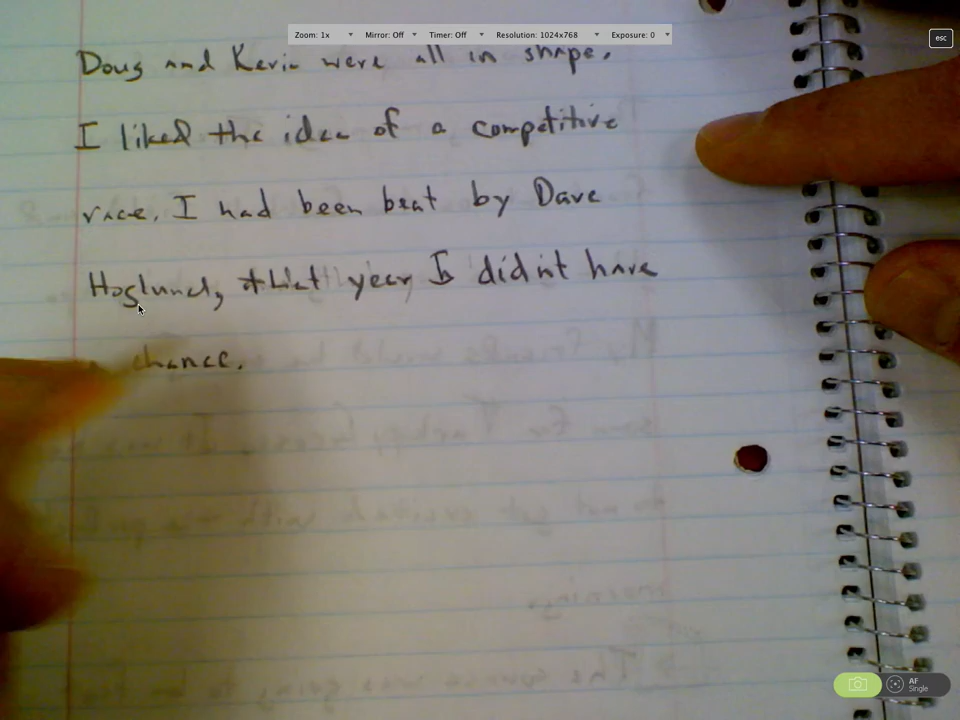 Zoom: 1x Mirror: Off Timer: Off Resolution: 1024x768 Exposure: 0
esc
Doug and Kevin were all in shape.
I liked the idea of a competitive
race. I had been beat by Dave
Hoglund, that year I didn't have
chance.
AF
Single